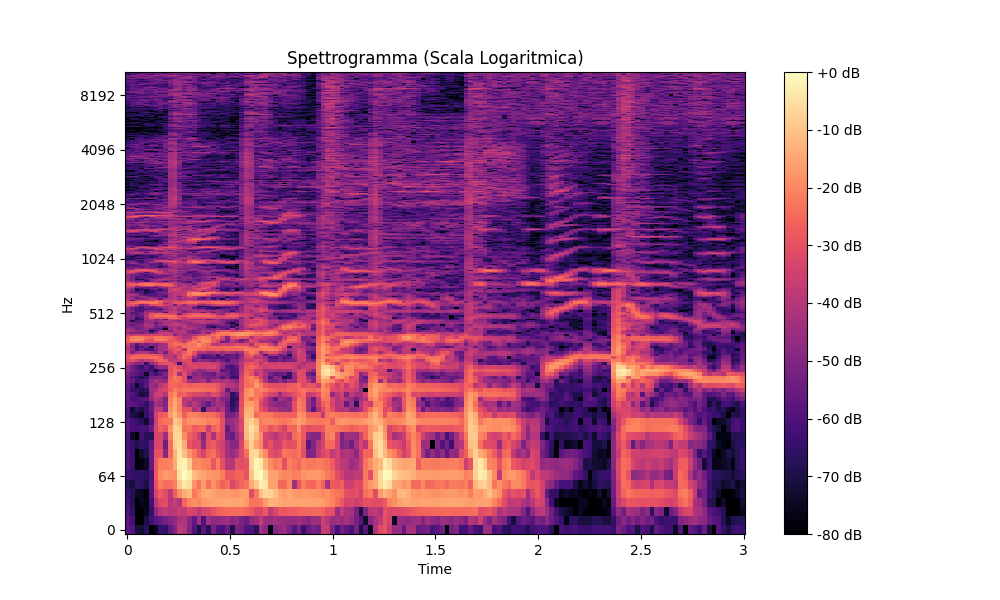 Spettrogramma (Scala Logaritmica)
Hz
8192
4096
2048
1024
512
256
128
64
0
0 0.5 1 1.5 2 2.5 3
Time
+0 dB
-10 dB
-20 dB
-30 dB
-40 dB
-50 dB
-60 dB
-70 dB
-80 dB